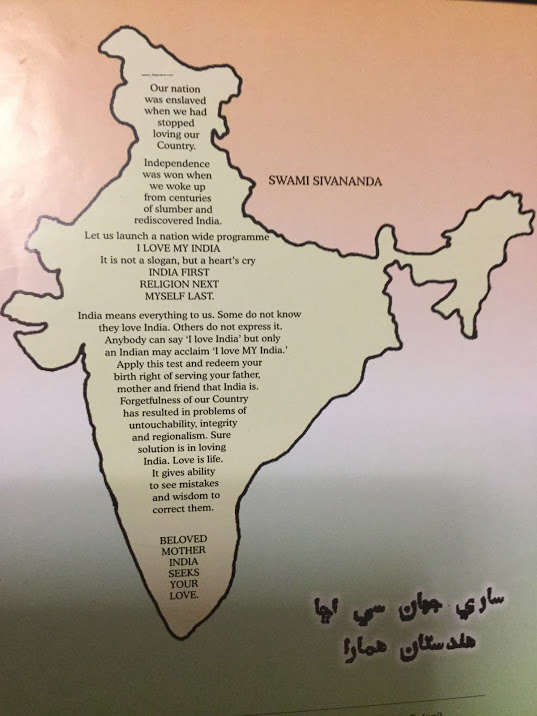 Our nation
was enslaved
when we had
stopped
loving our
Country.
Independence
was won when
we woke up
from centuries
of slumber and
rediscovered India.
SWAMI SIVANANDA
Let us launch a nation wide programme
I LOVE MY INDIA
It is not a slogan, but a heart's cry
INDIA FIRST
RELIGION NEXT
MYSELF LAST.
India means everything to us. Some do not know
they love India. Others do not express it.
Anybody can say 'I love India' but only
an Indian may acclaim 'I love MY India.'
Apply this test and redeem your
birth right of serving your father,
mother and friend that India is.
Forgetfulness of our Country
has resulted in problems of
untouchability, integrity
and regionalism. Sure
solution is in loving
India. Love is life.
It gives ability
to see mistakes
and wisdom to
correct them.
BELOVED
MOTHER
INDIA
SEEKS
YOUR
LOVE.
ساري جهان سي اچا
هندستان همارا